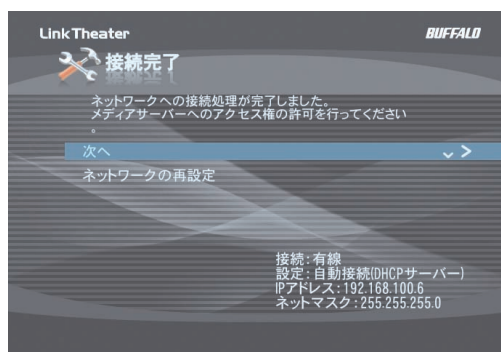 LinkTheater
BUFFALO
接続完了
ネットワークへの接続処理が完了しました。
メディアサーバーへのアクセス権の許可を行ってください
。
次へ
ネットワークの再設定
接続:有線
設定:自動接続(DHCPサーバー)
IPアドレス:192.168.100.6
ネットマスク:255.255.255.0